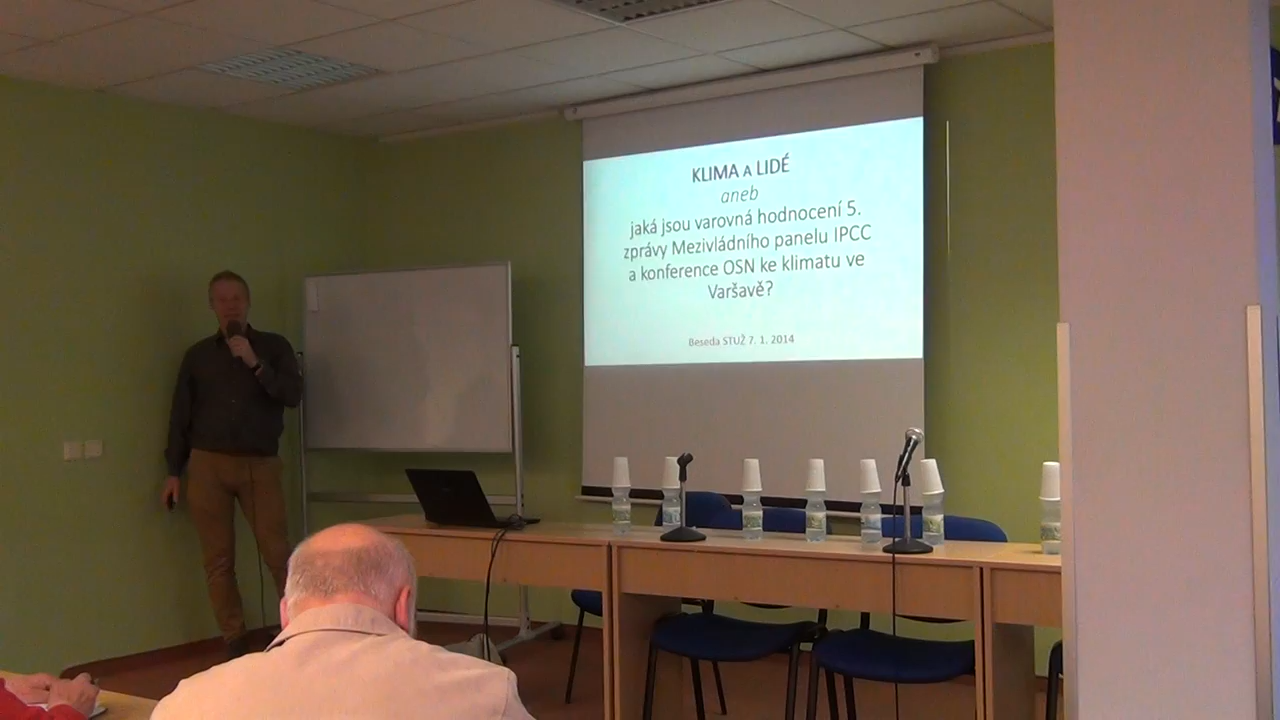 KLIMA A LIDÉ
aneb
jaká jsou varovná hodnocení 5.
zprávy Mezivládního panelu IPCC
a konference OSN ke klimatu ve
Varšavě?
Beseda STUŽ 7. 1. 2014